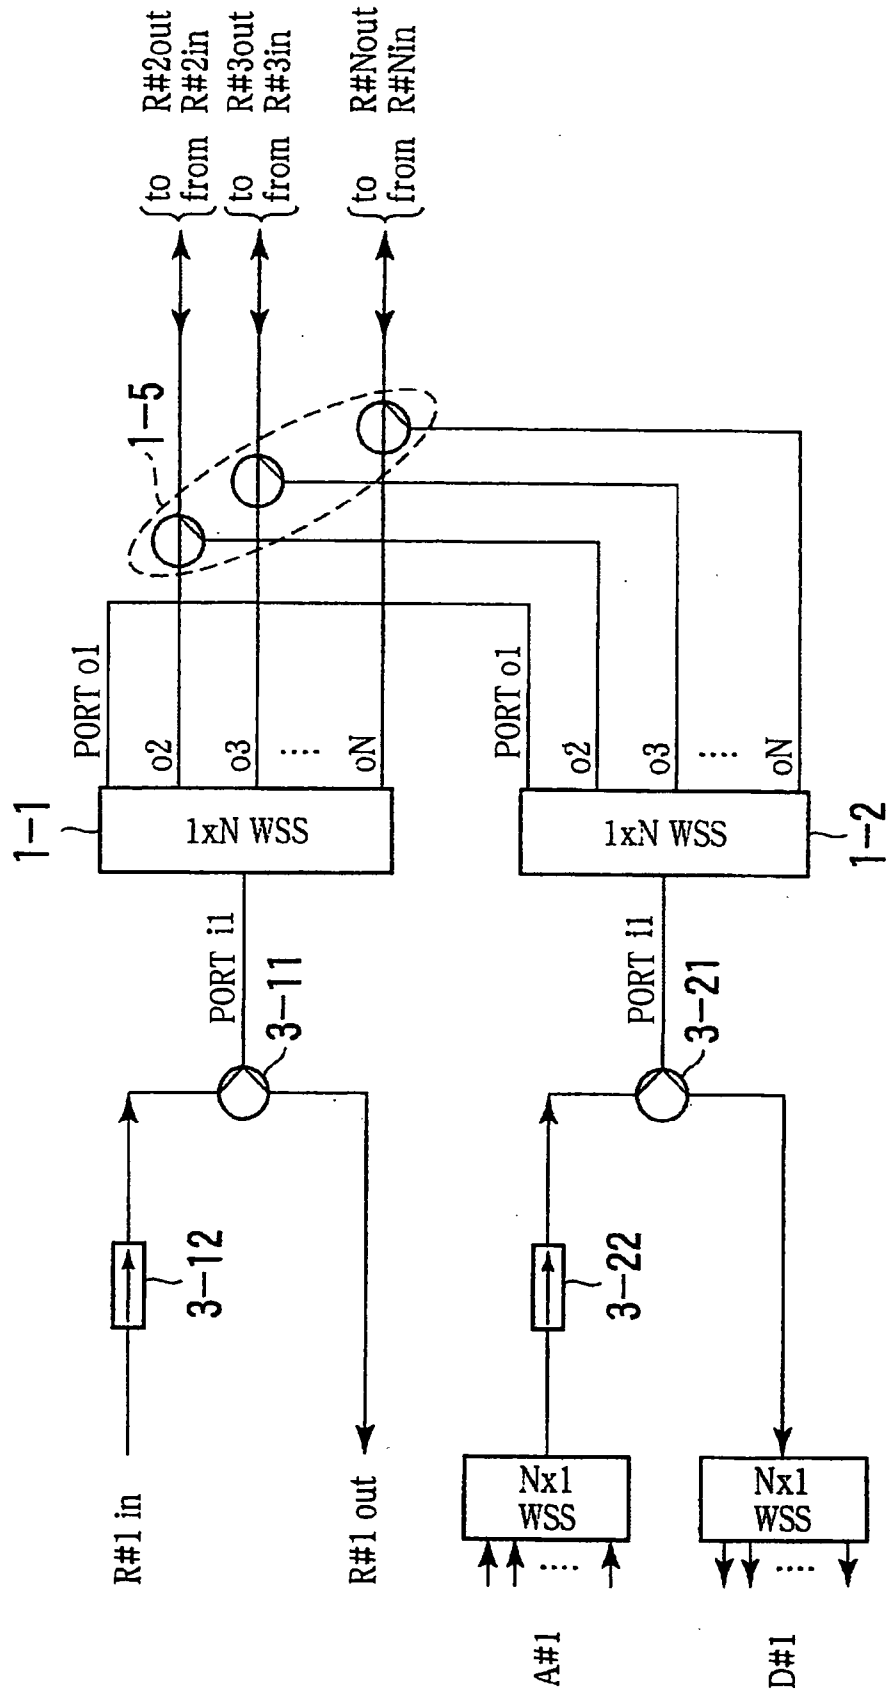 R#2out
R#2in
R#3out
R#3in
R#Nout
R#Nin
to
from
to
from
to
from
1-5
PORT o1
o2
o3
....
oN
PORT o1
o2
o3
....
oN
1-1
1xN WSS
1xN WSS
1-2
PORT i1
3-11
PORT i1
3-21
3-12
3-22
R#1 in
R#1 out
Nx1
WSS
Nx1
WSS
....
....
A#1
D#1